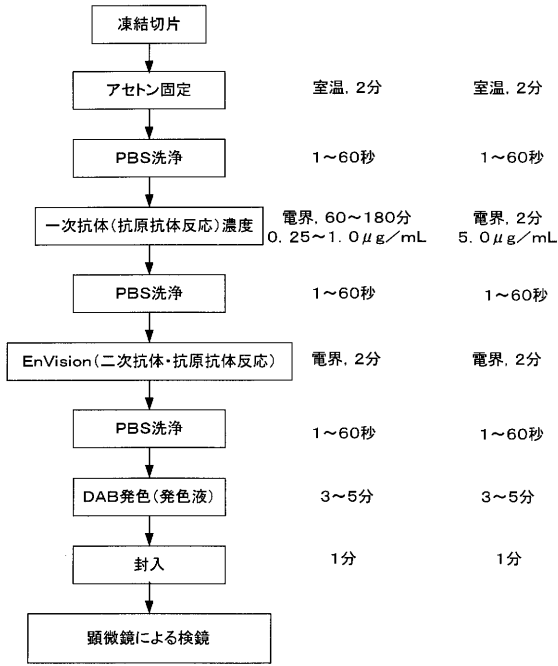 凍結切片
アセトン固定 室温, 2分 室温, 2分
PBS洗浄 1～60秒 1～60秒
一次抗体(抗原抗体反応)濃度 電界, 60～180分 電界, 2分
0. 25～1. 0μg／mL 5. 0μg／mL
PBS洗浄 1～60秒 1～60秒
EnVision(二次抗体・抗原抗体反応) 電界, 2分 電界, 2分
PBS洗浄 1～60秒 1～60秒
DAB発色(発色液) 3～5分 3～5分
封入 1分 1分
顕微鏡による検鏡